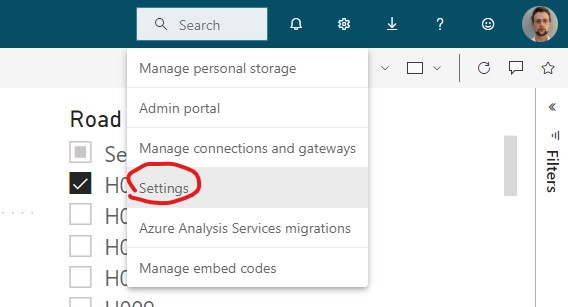 Search
Manage personal storage
Admin portal
Manage connections and gateways
Settings
Azure Analysis Services migrations
Manage embed codes
Road
Se
H0
H0
H0
H0
H009
Filters